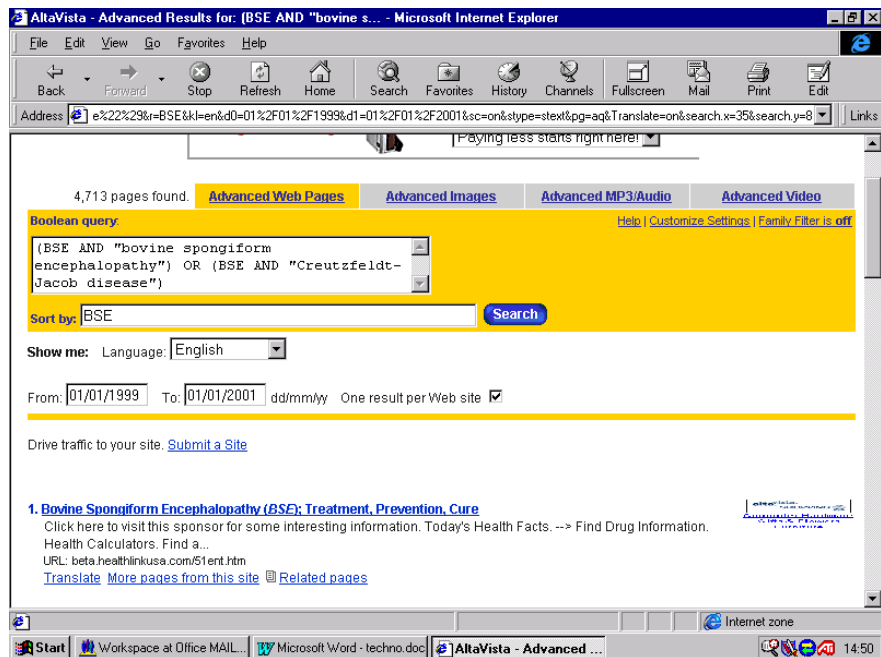 AltaVista - Advanced Results for: (BSE AND "bovine s... - Microsoft Internet Explorer
File Edit View Go Favorites Help
Back Forward Stop Refresh Home Search Favorites History Channels Fullscreen Mail Print Edit
Address e%22%29&r=BSE&kl=en&d0=01%2F01%2F1999&d1=01%2F01%2F2001&sc=on&stype=stext&pg=aq&Translate=on&search.x=35&search.y=8 Links
Paying less starts right here!
4,713 pages found. Advanced Web Pages Advanced Images Advanced MP3/Audio Advanced Video
Boolean query: Help | Customize Settings | Family Filter is off
(BSE AND "bovine spongiform
encephalopathy") OR (BSE AND "Creutzfeldt-
Jacob disease")
Sort by: BSE Search
Show me: Language: English
From: 01/01/1999 To: 01/01/2001 dd/mm/yy One result per Web site
Drive traffic to your site. Submit a Site
1. Bovine Spongiform Encephalopathy (BSE); Treatment, Prevention, Cure
Click here to visit this sponsor for some interesting information. Today's Health Facts. --> Find Drug Information.
Health Calculators. Find a...
URL: beta.healthlinkusa.com/51ent.htm
Translate More pages from this site Related pages
Internet zone
Start Workspace at Office MAIL... Microsoft Word - techno.doc AltaVista - Advanced ... 14:50